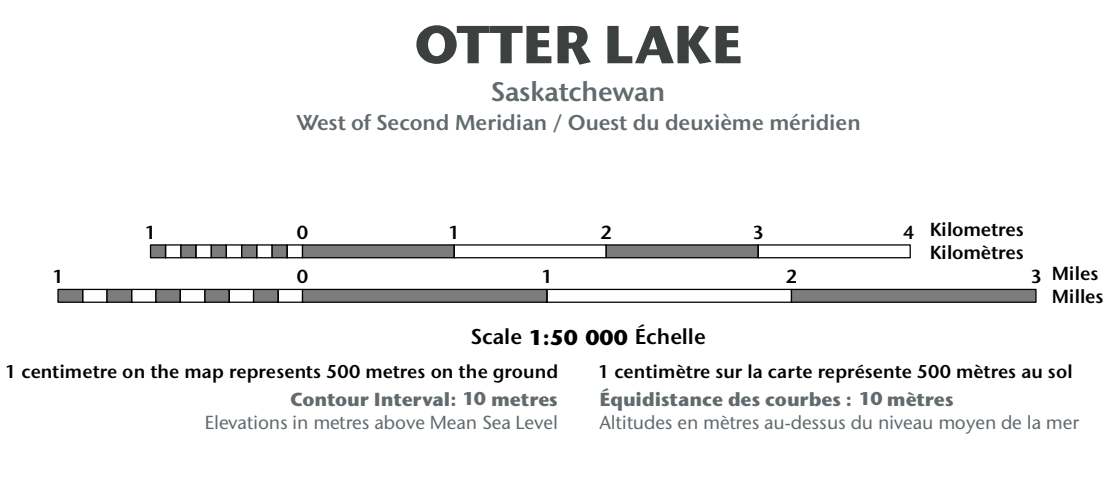 OTTER LAKE
Saskatchewan
West of Second Meridian / Ouest du deuxième méridien
1 0 1 2 3 4 Kilometres
Kilomètres
1 0 1 2 3 Miles
Milles
Scale 1:50 000 Échelle
1 centimetre on the map represents 500 metres on the ground
Contour Interval: 10 metres
Elevations in metres above Mean Sea Level
1 centimètre sur la carte représente 500 mètres au sol
Équidistance des courbes : 10 mètres
Altitudes en mètres au-dessus du niveau moyen de la mer